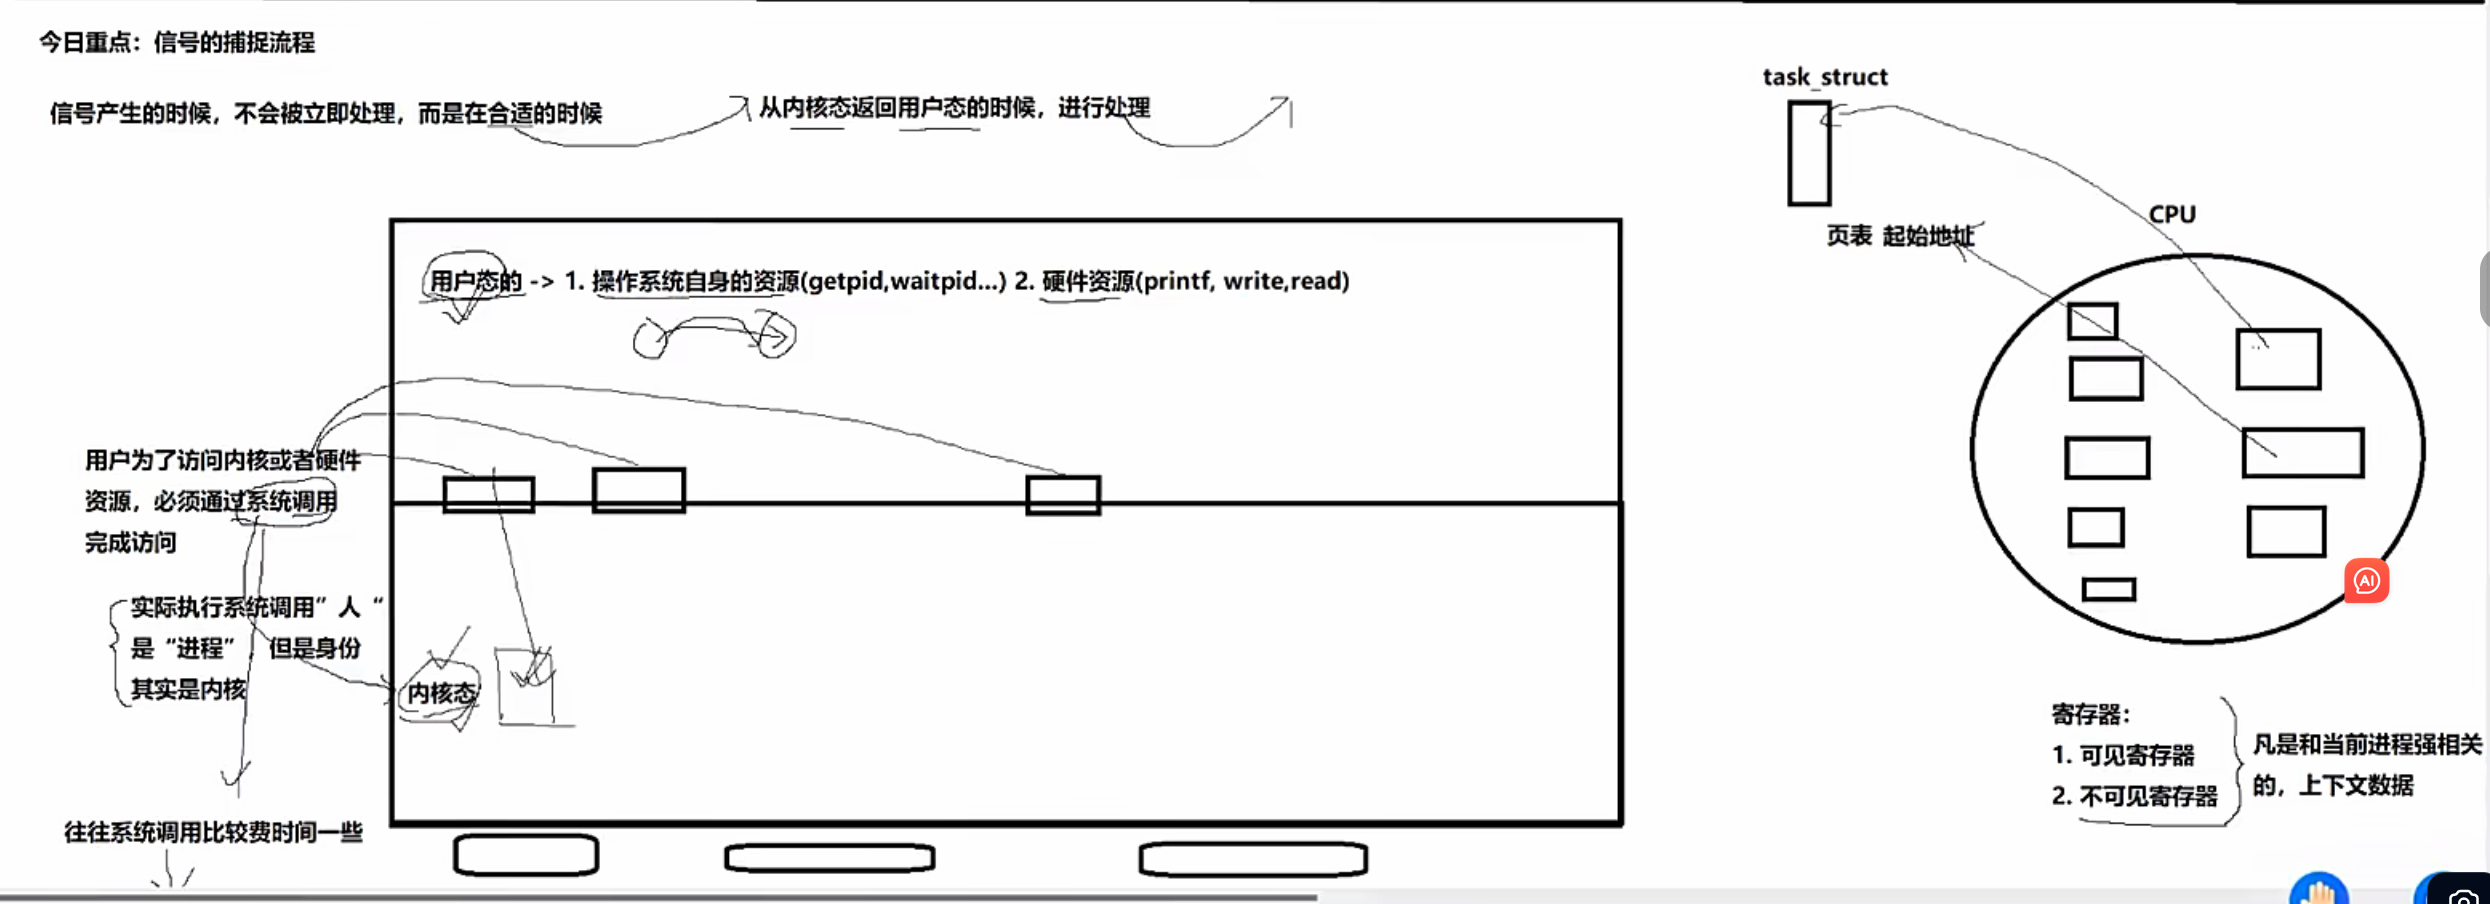 今日重点：信号的捕捉流程
信号产生的时候，不会被立即处理，而是在合适的时候
从内核态返回用户态的时候，进行处理
用户态的 -> 1. 操作系统自身的资源(getpid,waitpid...) 2. 硬件资源(printf, write,read)
用户为了访问内核或者硬件
资源，必须通过系统调用
完成访问
实际执行系统调用”人“
是“进程” 但是身份
其实是内核
内核态
往往系统调用比较费时间一些
task_struct
CPU
页表 起始地址
AI
寄存器：
1. 可见寄存器
2. 不可见寄存器
凡是和当前进程强相关
的，上下文数据